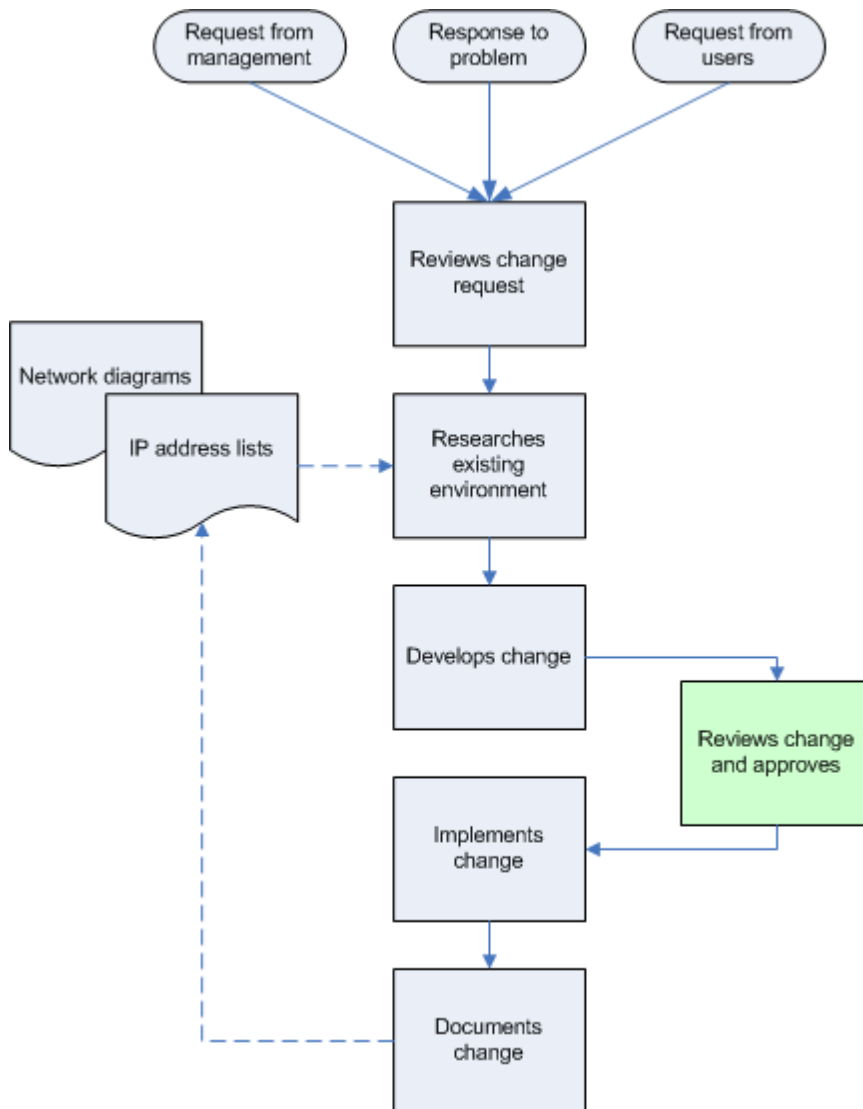 Request from
management
Response to
problem
Request from
users
Reviews change
request
Network diagrams
IP address lists
Researches
existing
environment
Develops change
Reviews change
and approves
Implements
change
Documents
change